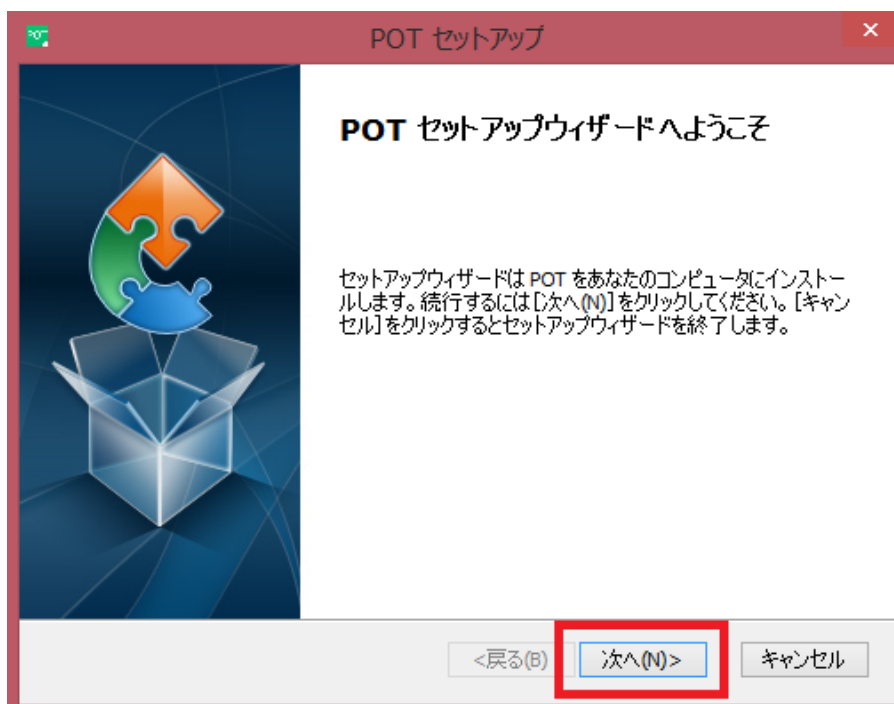 POT
POT セットアップ
×
POT セットアップウィザードへようこそ
セットアップウィザードは POT をあなたのコンピュータにインストー
ルします。続行するには[次へ(N)]をクリックしてください。[キャン
セル]をクリックするとセットアップウィザードを終了します。
<戻る(B)
次へ(N)>
キャンセル